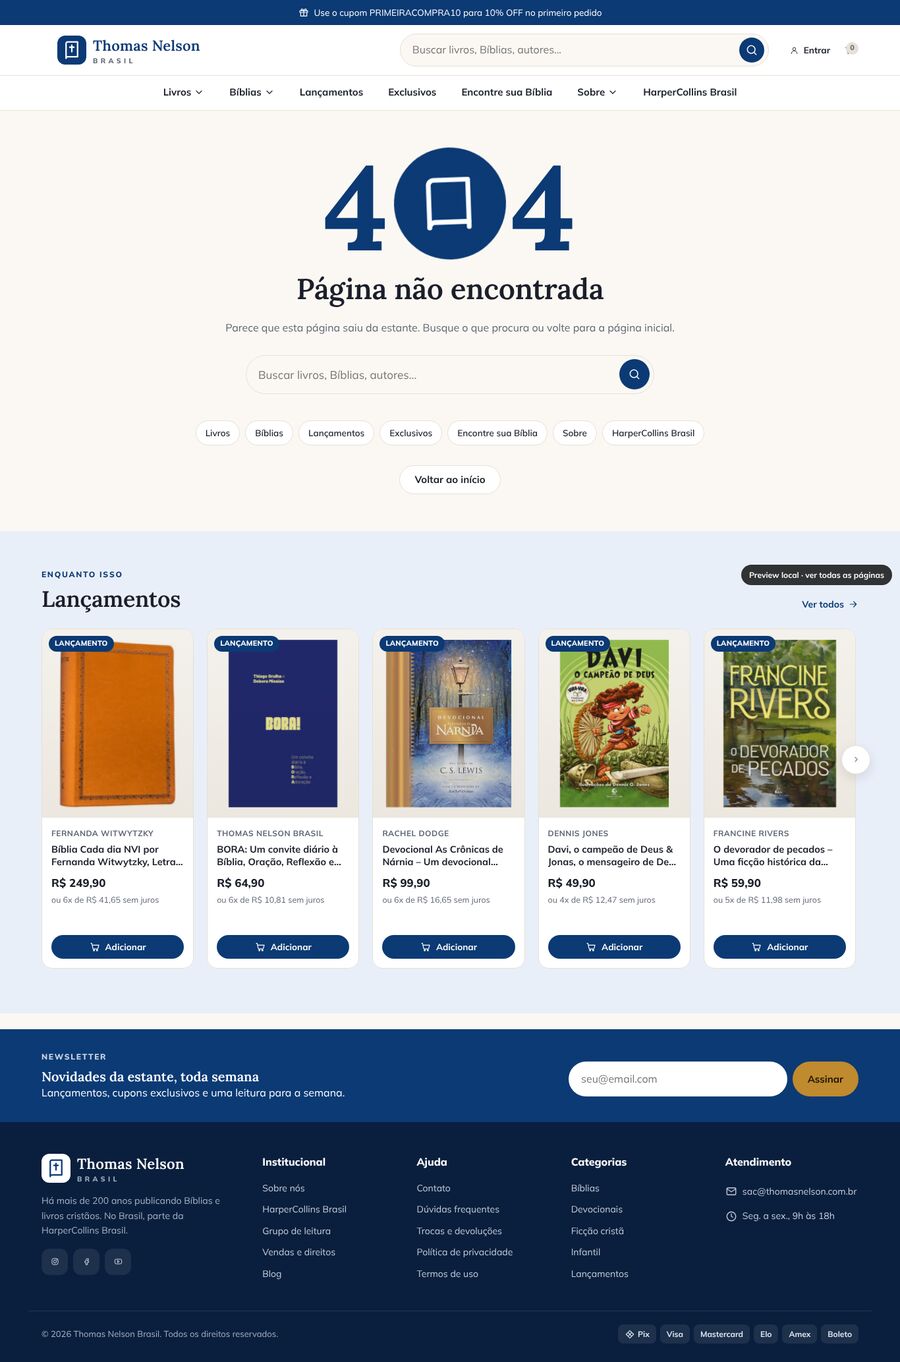 Use o cupom PRIMEIRACOMPRA10 para 10% OFF no primeiro pedido
Thomas Nelson
BRASIL
Buscar livros, Bíblias, autores...
Entrar
0
Livros
Bíblias
Lançamentos
Exclusivos
Encontre sua Bíblia
Sobre
HarperCollins Brasil
4 4
Página não encontrada
Parece que esta página saiu da estante. Busque o que procura ou volte para a página inicial.
Buscar livros, Bíblias, autores...
Livros
Bíblias
Lançamentos
Exclusivos
Encontre sua Bíblia
Sobre
HarperCollins Brasil
Voltar ao início
ENQUANTO ISSO
Lançamentos
Preview local · ver todas as páginas
Ver todos
LANÇAMENTO
FERNANDA WITWYTZKY
Bíblia Cada dia NVI por
Fernanda Witwytzky, Letra...
R$ 249,90
ou 6x de R$ 41,65 sem juros
Adicionar
LANÇAMENTO
Thiago Grulha –
BORA!
THOMAS NELSON BRASIL
BORA: Um convite diário à
Bíblia, Oração, Reflexão e...
R$ 64,90
ou 6x de R$ 10,81 sem juros
Adicionar
LANÇAMENTO
DEVOCIONAL
NÁRNIA
C. S. LEWIS
RACHEL DODGE
Devocional As Crônicas de
Nárnia – Um devocional...
R$ 99,90
ou 6x de R$ 16,65 sem juros
Adicionar
LANÇAMENTO
DAVI
O CAMPEÃO DE DEUS
Ilustrações de Dennis G. Jones
DENNIS JONES
Davi, o campeão de Deus &
Jonas, o mensageiro de De...
R$ 49,90
ou 4x de R$ 12,47 sem juros
Adicionar
LANÇAMENTO
FRANCINE
RIVERS
O DEVORADOR
DE PECADOS
FRANCINE RIVERS
O devorador de pecados –
Uma ficção histórica da...
R$ 59,90
ou 5x de R$ 11,98 sem juros
Adicionar
NEWSLETTER
Novidades da estante, toda semana
Lançamentos, cupons exclusivos e uma leitura para a semana.
seu@email.com
Assinar
Thomas Nelson
BRASIL
Há mais de 200 anos publicando Bíblias e
livros cristãos. No Brasil, parte da
HarperCollins Brasil.
Institucional
Sobre nós
HarperCollins Brasil
Grupo de leitura
Vendas e direitos
Blog
Ajuda
Contato
Dúvidas frequentes
Trocas e devoluções
Política de privacidade
Termos de uso
Categorias
Bíblias
Devocionais
Ficção cristã
Infantil
Lançamentos
Atendimento
sac@thomasnelson.com.br
Seg. a sex., 9h às 18h
© 2026 Thomas Nelson Brasil. Todos os direitos reservados.
Pix
Visa
Mastercard
Elo
Amex
Boleto